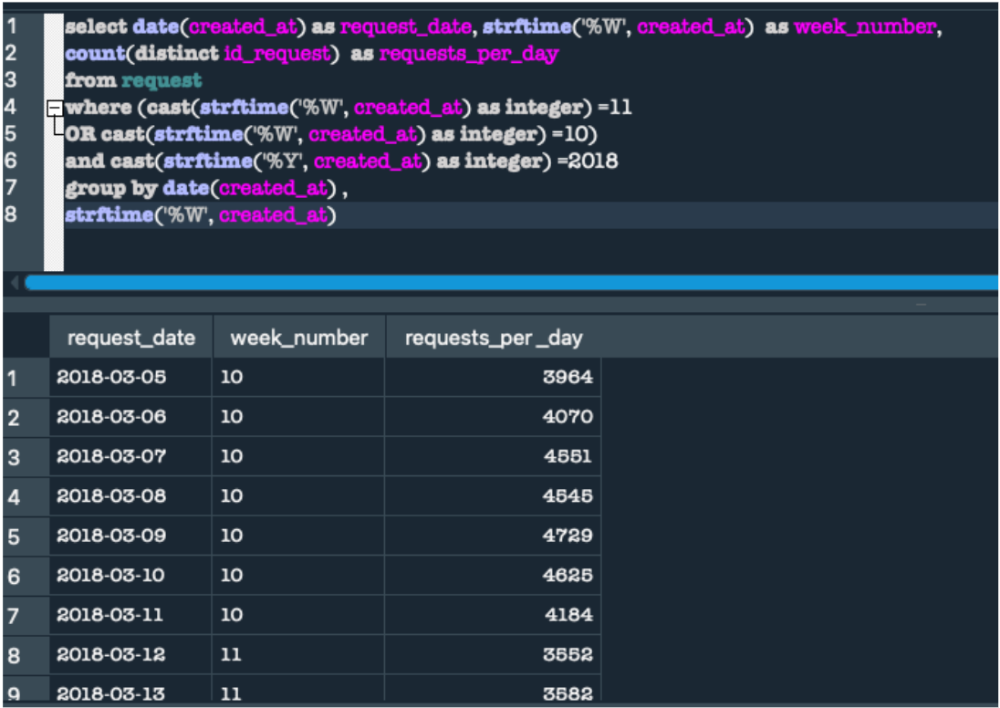 1 select date(created_at) as request_date, strftime('%W', created_at)  as week_number,
2 count(distinct id_request)  as requests_per_day
3 from request
4 where (cast(strftime('%W', created_at) as integer) =11
5 OR cast(strftime('%W', created_at) as integer) =10)
6 and cast(strftime('%Y', created_at) as integer) =2018
7 group by date(created_at) ,
8 strftime('%W', created_at)
request_date week_number requests_per_day
1 2018-03-05 10 3964
2 2018-03-06 10 4070
3 2018-03-07 10 4551
4 2018-03-08 10 4545
5 2018-03-09 10 4729
6 2018-03-10 10 4625
7 2018-03-11 10 4184
8 2018-03-12 11 3552
9 2018-03-13 11 3582